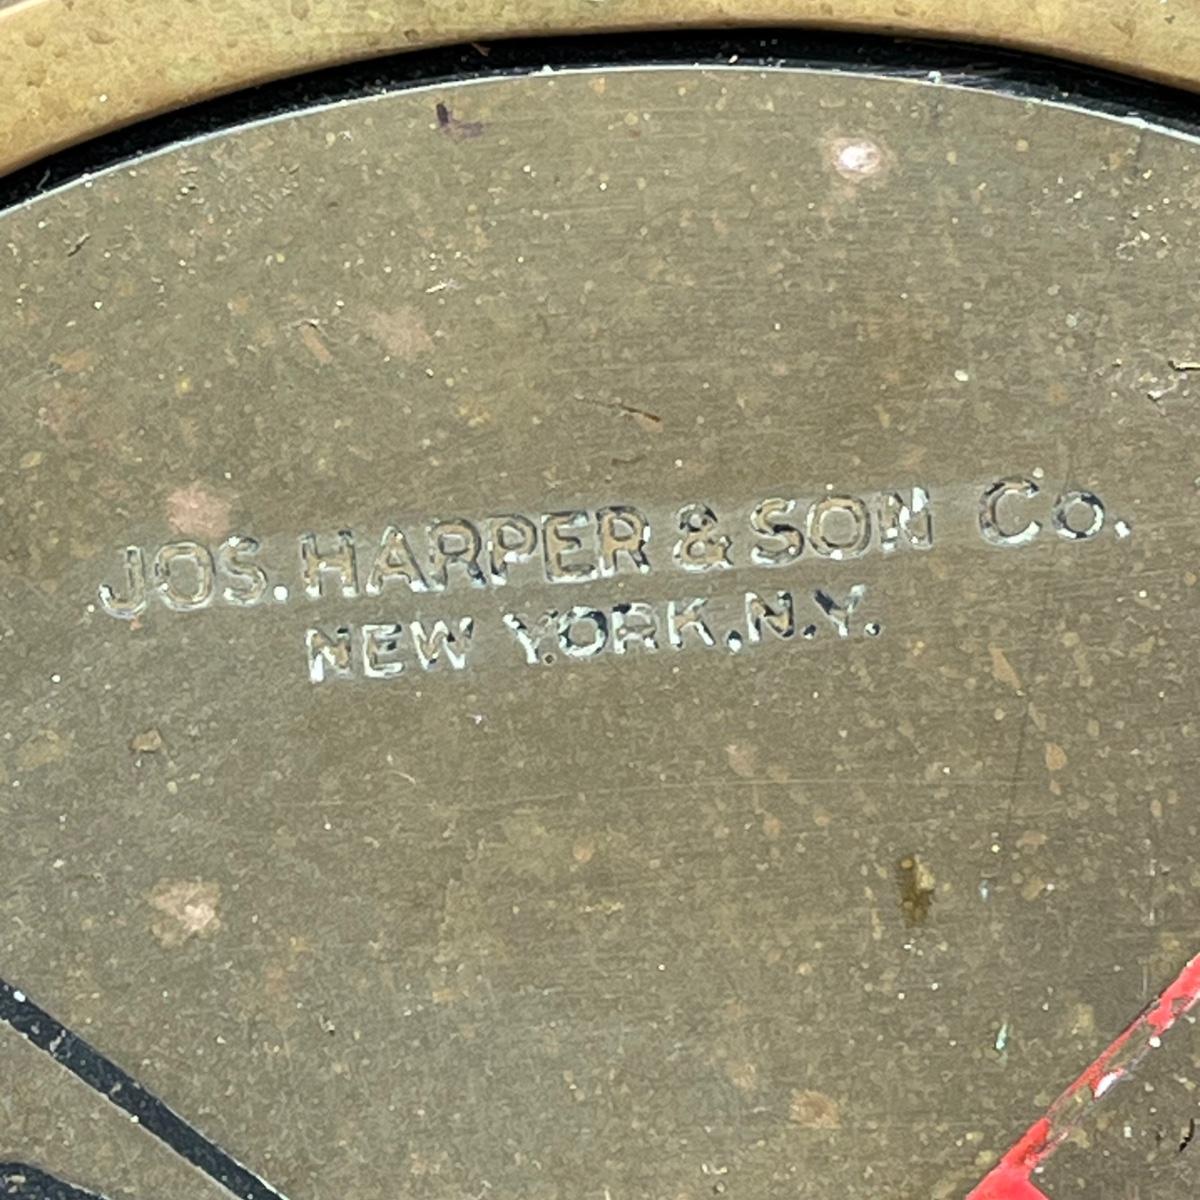 JOS. HARPER & SON Co.
NEW YORK, N.Y.